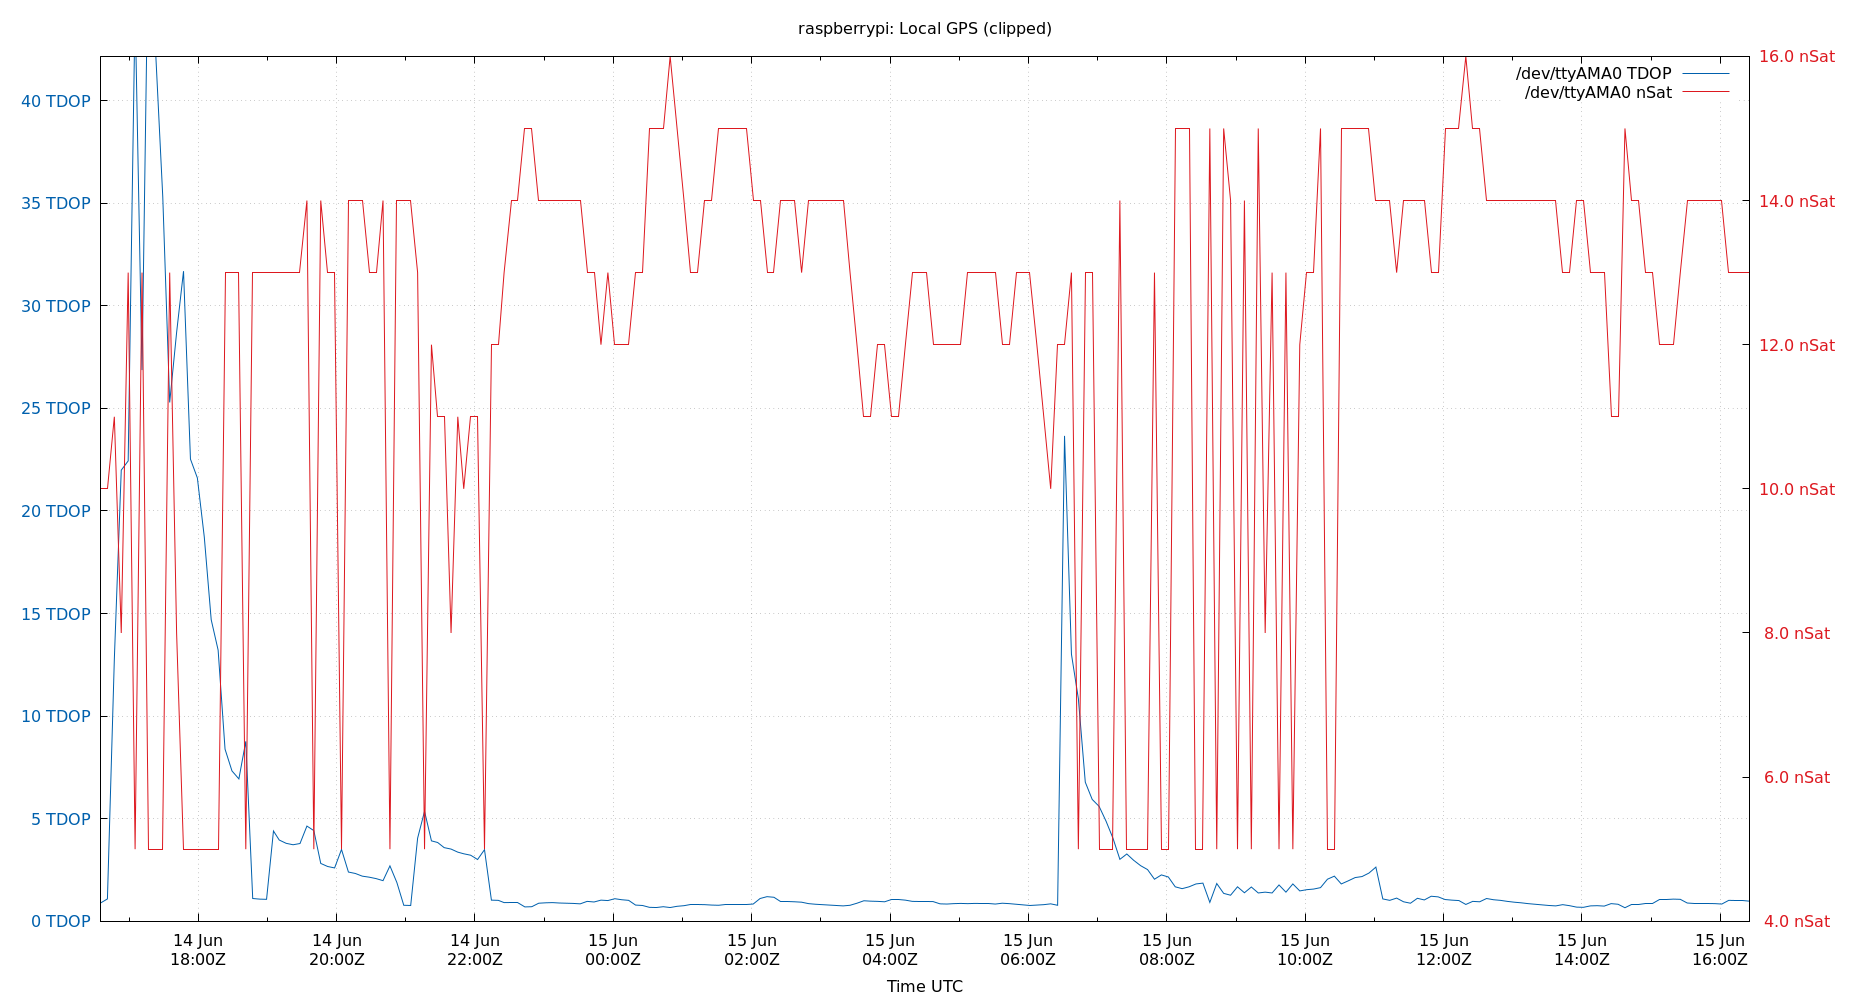 raspberrypi: Local GPS (clipped)
/dev/ttyAMA0 TDOP
/dev/ttyAMA0 nSat
40 TDOP
35 TDOP
30 TDOP
25 TDOP
20 TDOP
15 TDOP
10 TDOP
5 TDOP
0 TDOP
16.0 nSat
14.0 nSat
12.0 nSat
10.0 nSat
8.0 nSat
6.0 nSat
4.0 nSat
14 Jun
18:00Z
14 Jun
20:00Z
14 Jun
22:00Z
15 Jun
00:00Z
15 Jun
02:00Z
15 Jun
04:00Z
15 Jun
06:00Z
15 Jun
08:00Z
15 Jun
10:00Z
15 Jun
12:00Z
15 Jun
14:00Z
15 Jun
16:00Z
Time UTC